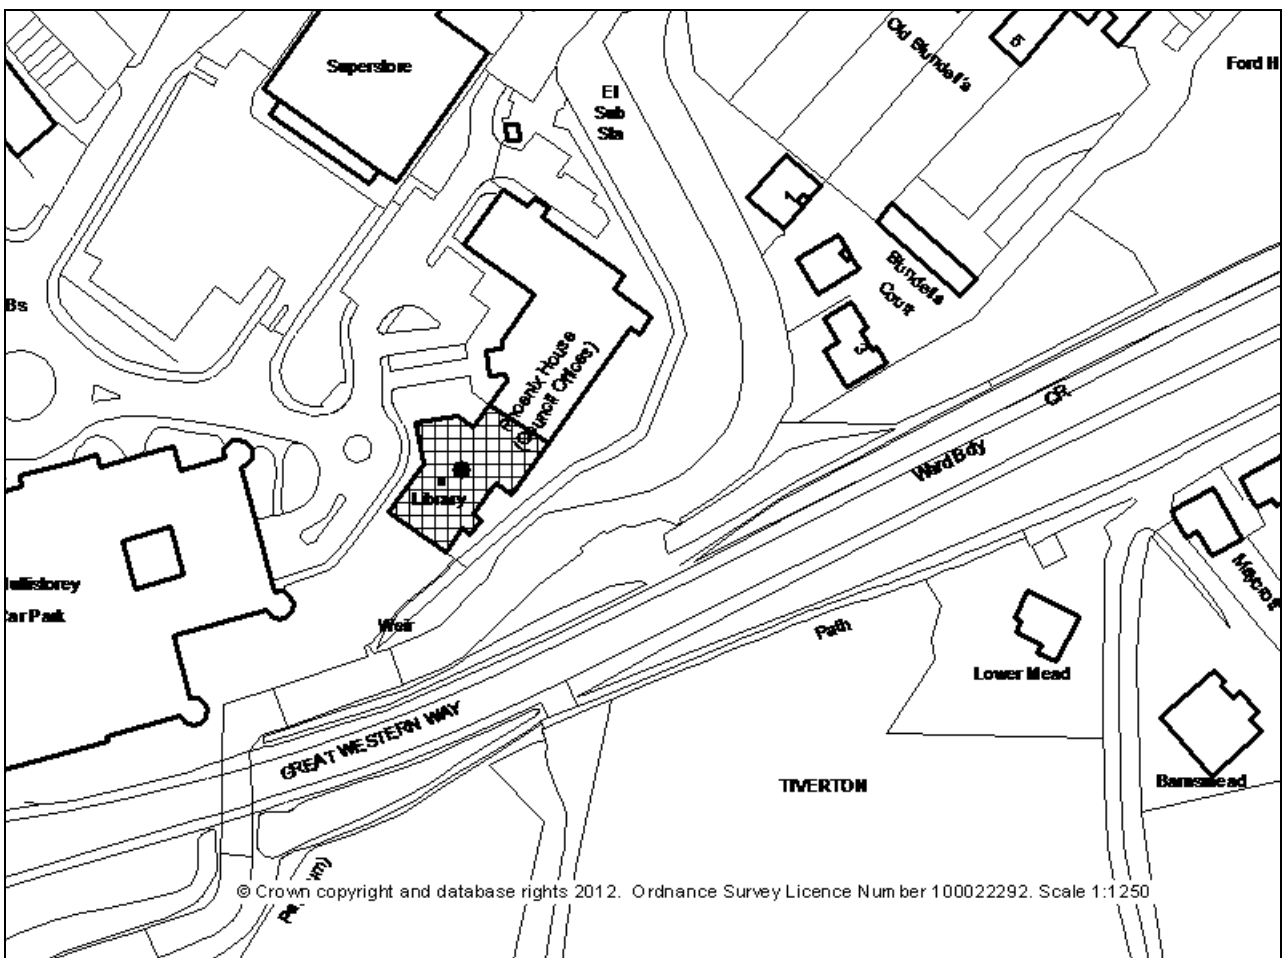 Superstore
El
Sub
Sta
Old Blundell's
5
Ford H
1
Blundells
Court
3
Bs
Phoenix House
(Council Offices)
CR
Ward Bdy
Library
Multistorey
Car Park
Weir
Path
Lower Mead
GREAT WESTERN WAY
TIVERTON
Barnsmead
© Crown copyright and database rights 2012. Ordnance Survey Licence Number 100022292. Scale 1:1250